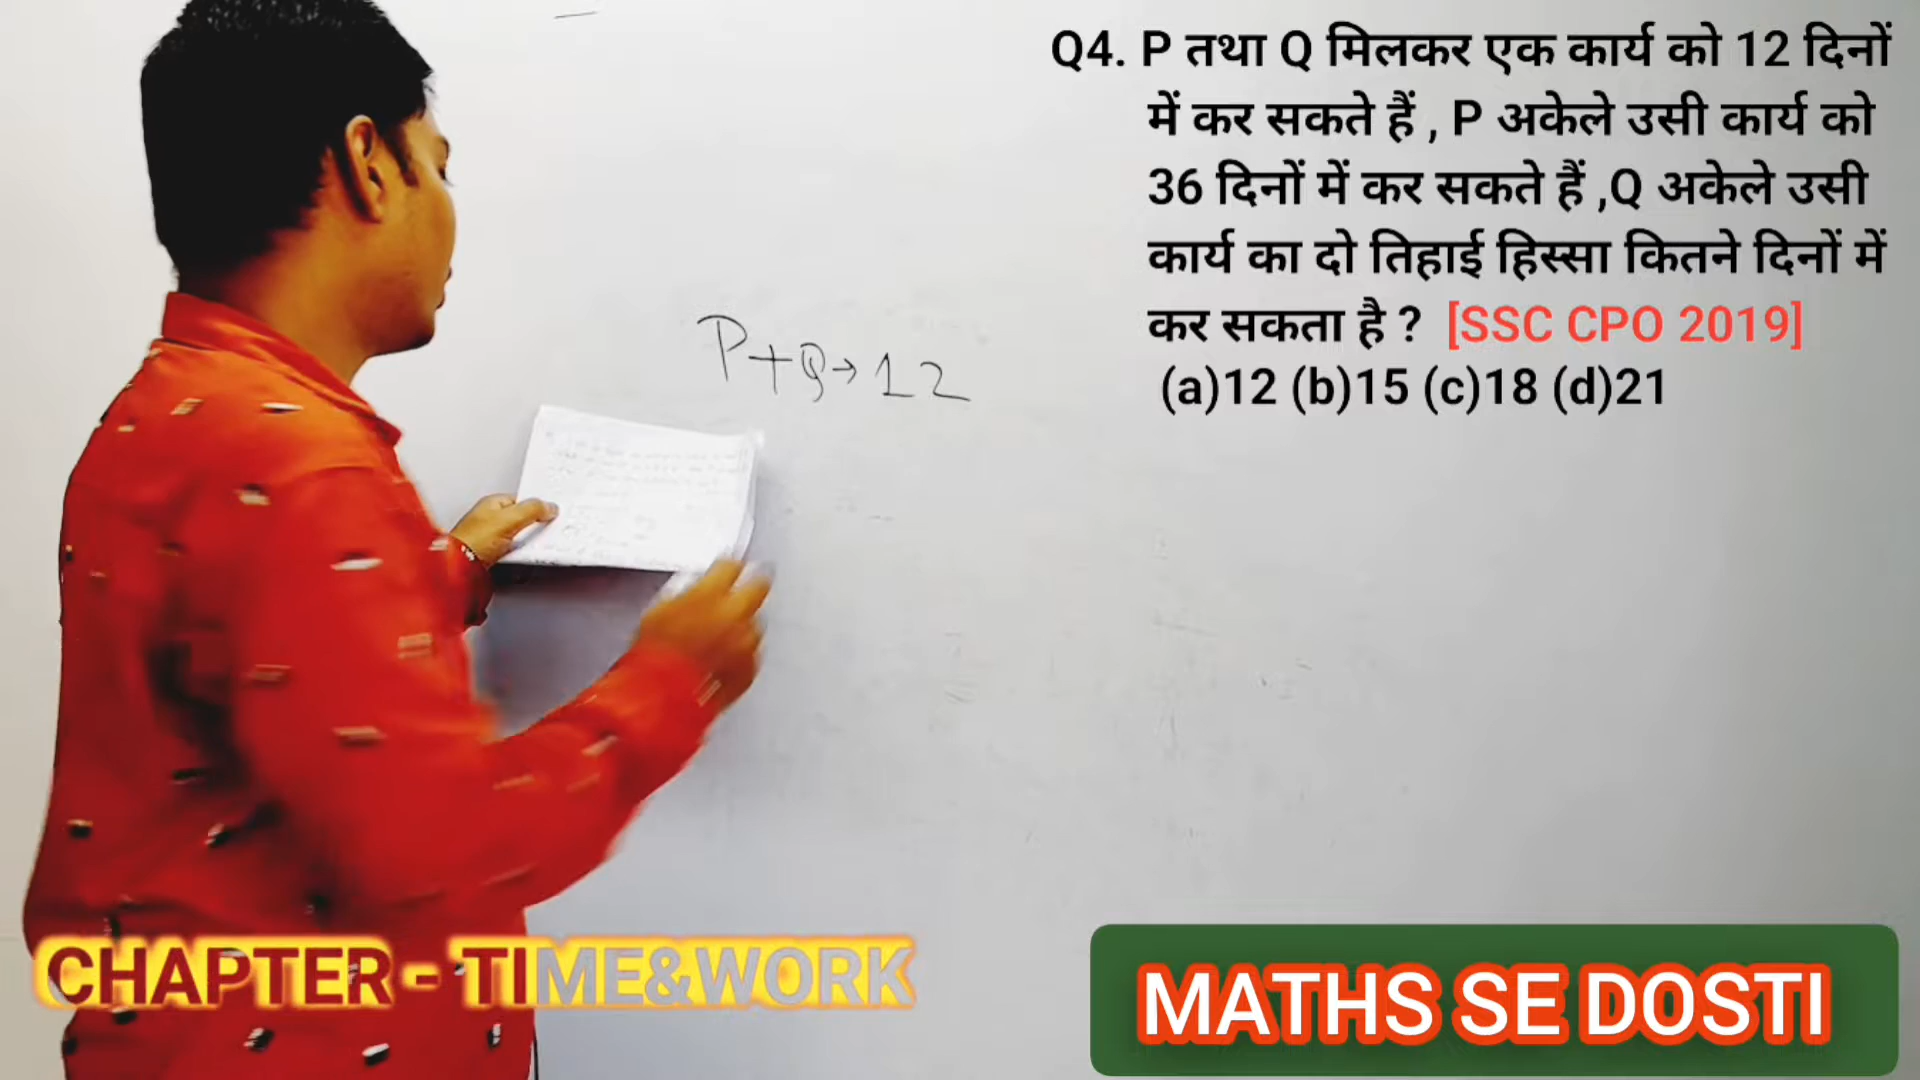 Q4. P तथा Q मिलकर एक कार्य को 12 दिनों
में कर सकते हैं , P अकेले उसी कार्य को
36 दिनों में कर सकते हैं ,Q अकेले उसी
कार्य का दो तिहाई हिस्सा कितने दिनों में
कर सकता है ? [SSC CPO 2019]
(a)12 (b)15 (c)18 (d)21
P+Q→12
CHAPTER - TIME&WORK
MATHS SE DOSTI